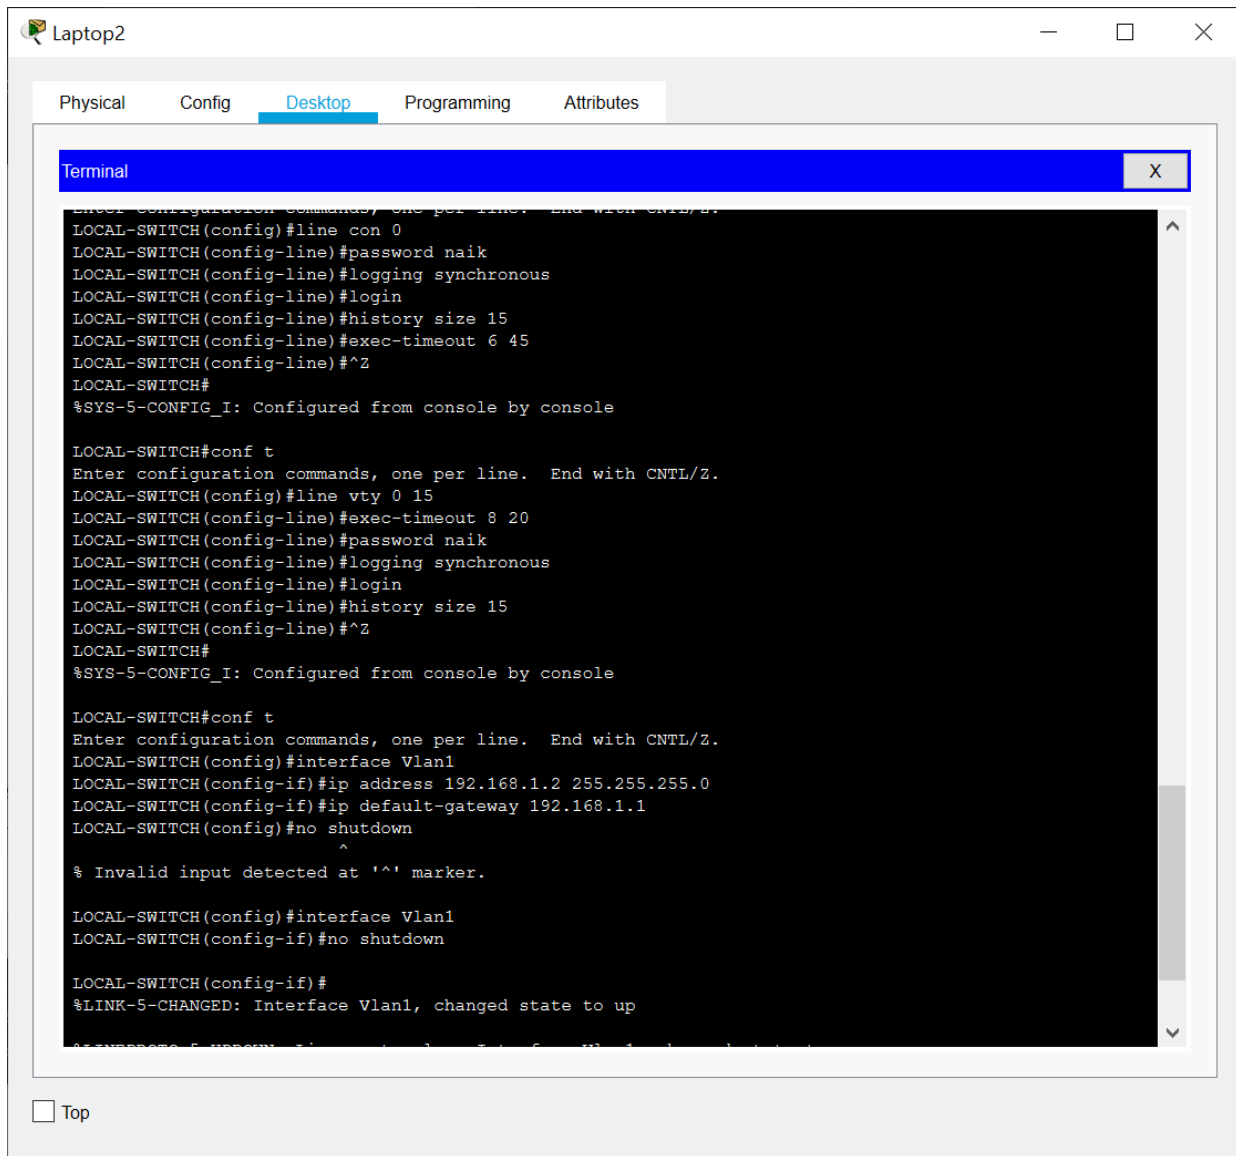 Laptop2
Physical Config Desktop Programming Attributes
Terminal X
Enter configuration commands, one per line.  End with CNTL/Z.
LOCAL-SWITCH(config)#line con 0
LOCAL-SWITCH(config-line)#password naik
LOCAL-SWITCH(config-line)#logging synchronous
LOCAL-SWITCH(config-line)#login
LOCAL-SWITCH(config-line)#history size 15
LOCAL-SWITCH(config-line)#exec-timeout 6 45
LOCAL-SWITCH(config-line)#^Z
LOCAL-SWITCH#
%SYS-5-CONFIG_I: Configured from console by console
LOCAL-SWITCH#conf t
Enter configuration commands, one per line.  End with CNTL/Z.
LOCAL-SWITCH(config)#line vty 0 15
LOCAL-SWITCH(config-line)#exec-timeout 8 20
LOCAL-SWITCH(config-line)#password naik
LOCAL-SWITCH(config-line)#logging synchronous
LOCAL-SWITCH(config-line)#login
LOCAL-SWITCH(config-line)#history size 15
LOCAL-SWITCH(config-line)#^Z
LOCAL-SWITCH#
%SYS-5-CONFIG_I: Configured from console by console
LOCAL-SWITCH#conf t
Enter configuration commands, one per line.  End with CNTL/Z.
LOCAL-SWITCH(config)#interface Vlan1
LOCAL-SWITCH(config-if)#ip address 192.168.1.2 255.255.255.0
LOCAL-SWITCH(config-if)#ip default-gateway 192.168.1.1
LOCAL-SWITCH(config)#no shutdown
^
% Invalid input detected at '^' marker.
LOCAL-SWITCH(config)#interface Vlan1
LOCAL-SWITCH(config-if)#no shutdown
LOCAL-SWITCH(config-if)#
%LINK-5-CHANGED: Interface Vlan1, changed state to up
Top